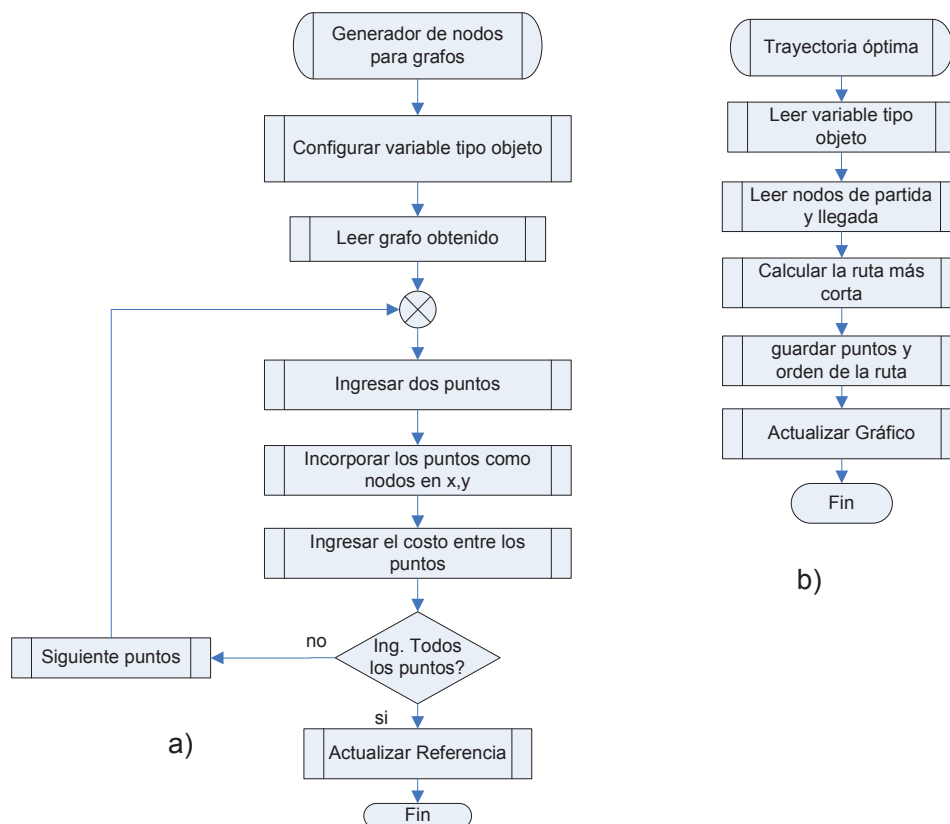 Generador de nodos
para grafos
Configurar variable tipo objeto
Leer grafo obtenido
Ingresar dos puntos
Incorporar los puntos como
nodos en x,y
Ingresar el costo entre los
puntos
Ing. Todos
los puntos?
no
Siguiente puntos
si
Actualizar Referencia
Fin
a)
Trayectoria óptima
Leer variable tipo
objeto
Leer nodos de partida
y llegada
Calcular la ruta más
corta
guardar puntos y
orden de la ruta
Actualizar Gráfico
Fin
b)